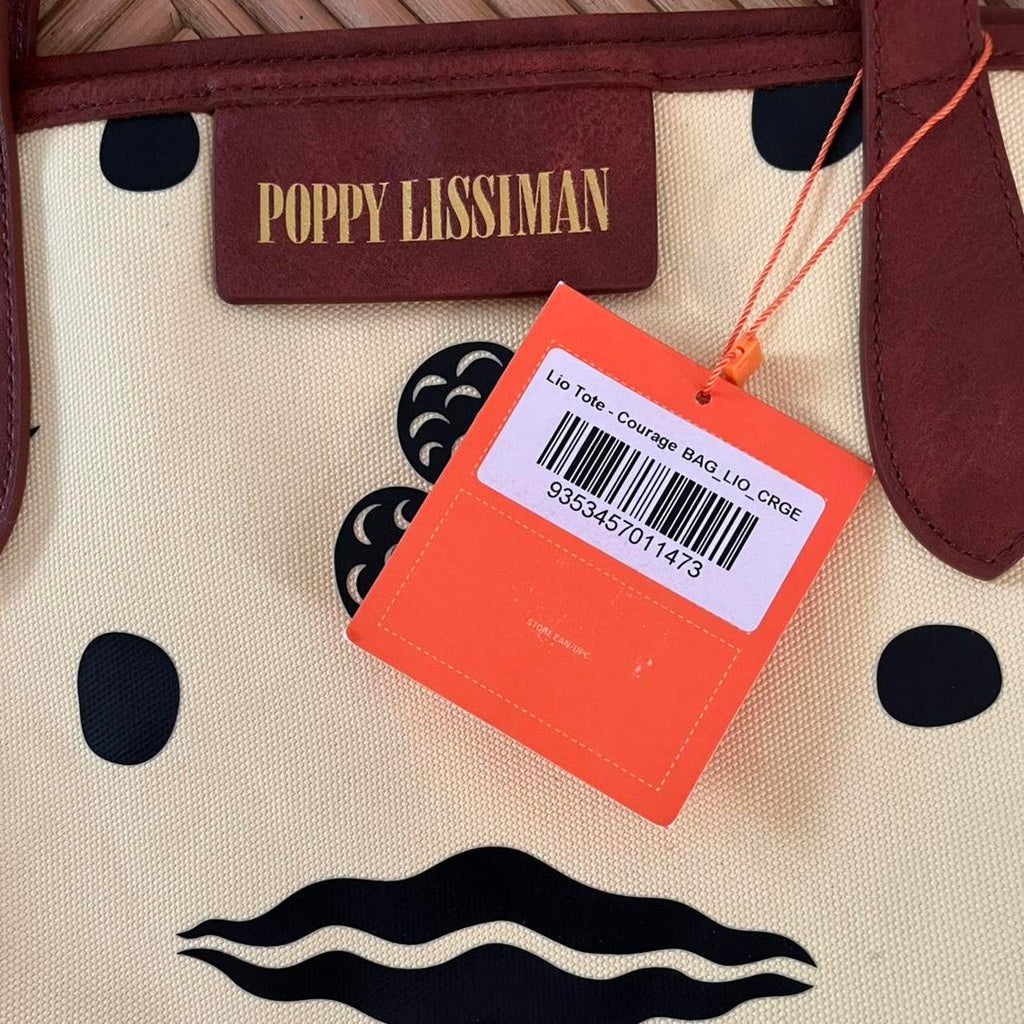 POPPY LISSIMAN
Lio Tote - Courage BAG_LIO_CRGE
9353457011473
STORE EAN/UPC